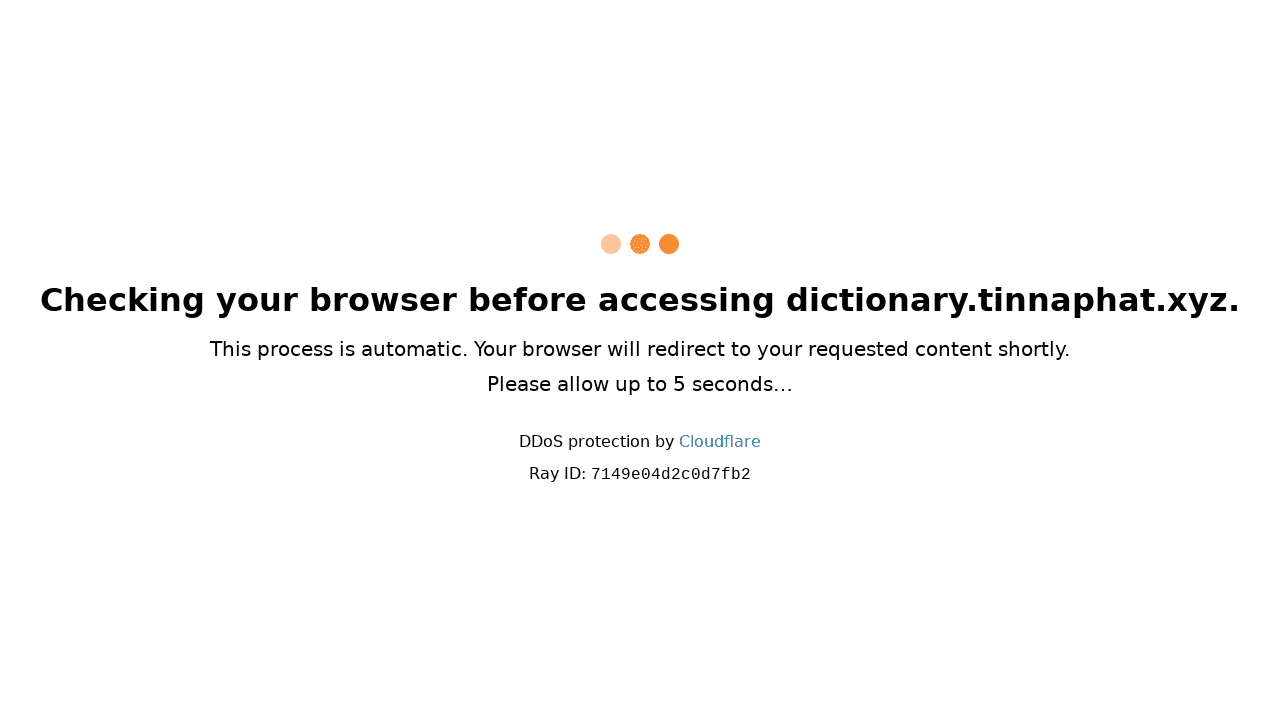 Checking your browser before accessing dictionary.tinnaphat.xyz.
This process is automatic. Your browser will redirect to your requested content shortly.
Please allow up to 5 seconds…
DDoS protection by Cloudflare
Ray ID: 7149e04d2c0d7fb2